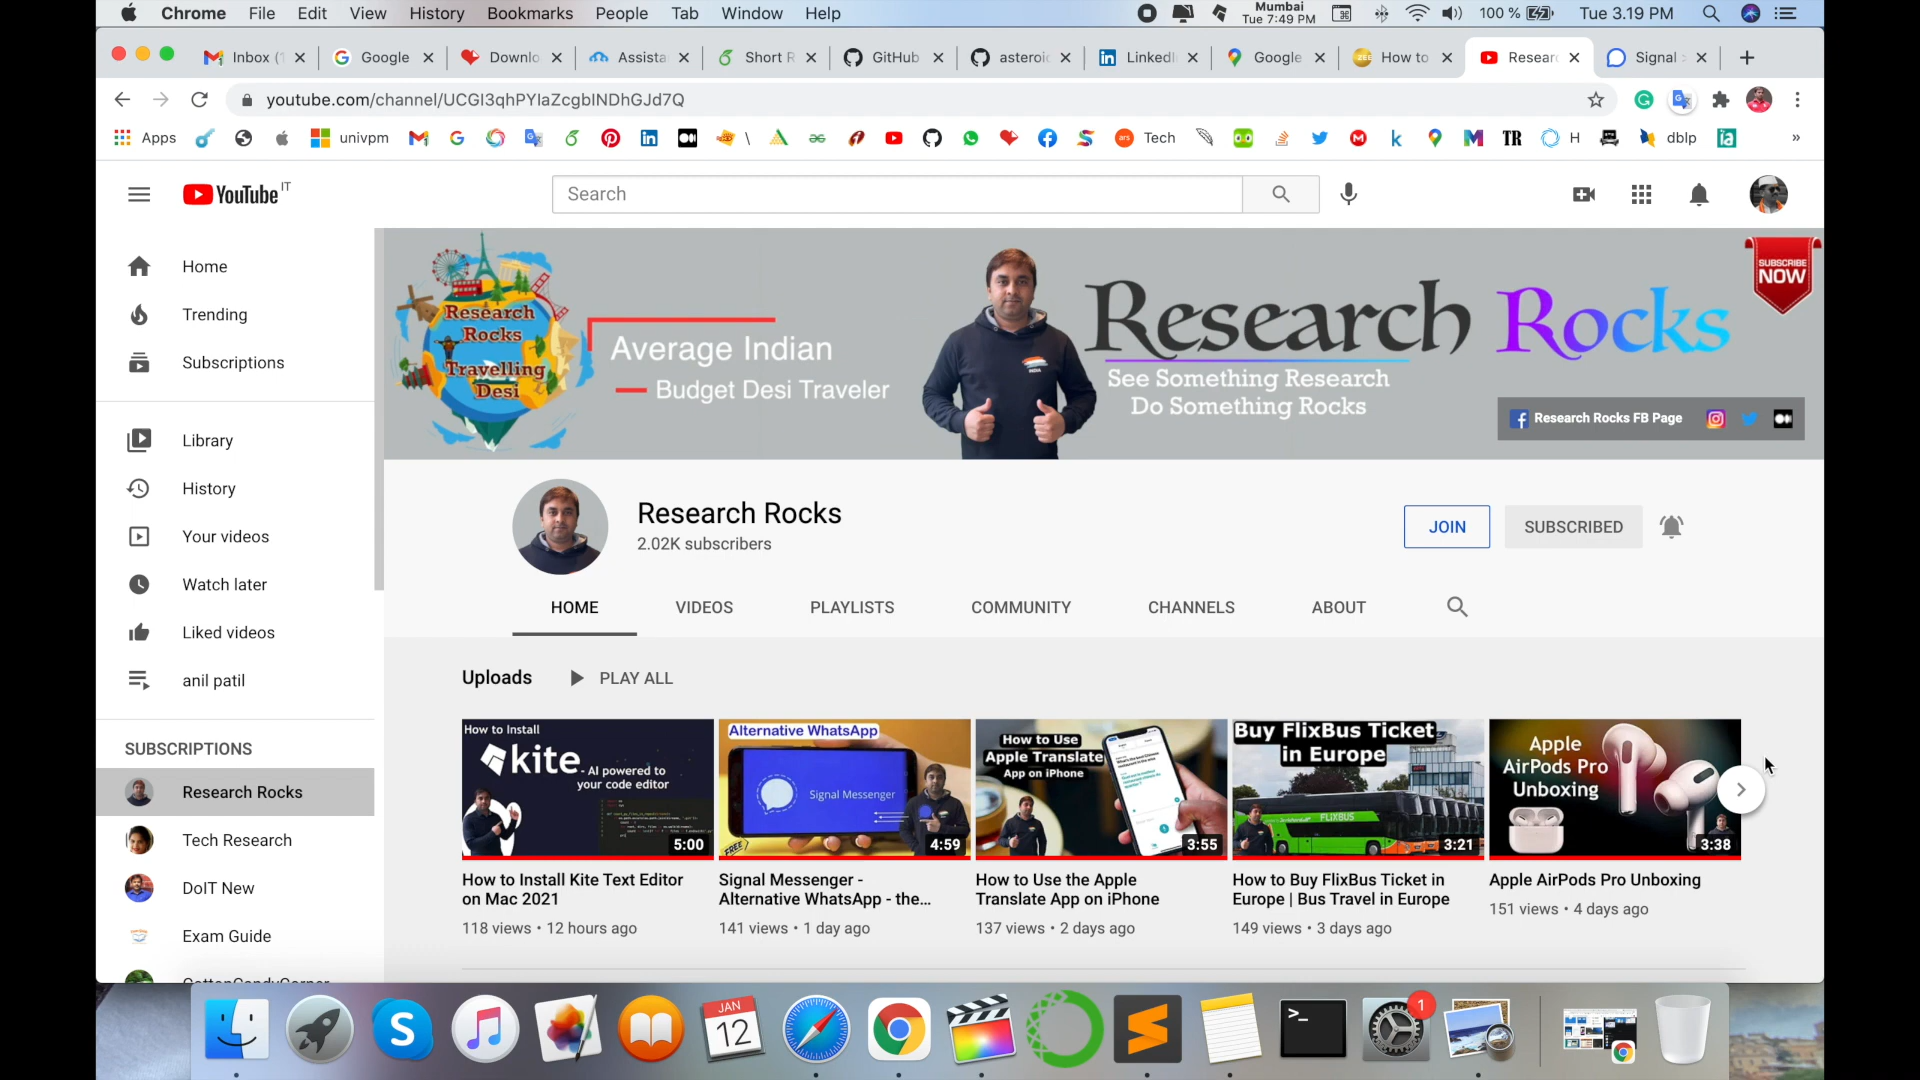 Chrome File Edit View History Bookmarks People Tab Window Help
Mumbai
Tue 7:49 PM
100 %
Tue 3.19 PM
Inbox (1
Google
Downlo
Assista
Short R
GitHub
asteroid
LinkedI
Google
How to
Resear
Signal >
youtube.com/channel/UCGI3qhPYIaZcgbINDhGJd7Q
Apps
univpm
\
Tech
TR
H
dblp
»
YouTube IT
Search
Home
Trending
Subscriptions
Library
History
Your videos
Watch later
Liked videos
anil patil
SUBSCRIPTIONS
Research Rocks
Tech Research
DoIT New
Exam Guide
CottonCandyCorner
Research
Rocks
Travelling
Desi
Average Indian
Budget Desi Traveler
INDIA
Research Rocks
See Something Research
Do Something Rocks
SUBSCRIBE
NOW
Research Rocks FB Page
Research Rocks
2.02K subscribers
JOIN
SUBSCRIBED
HOME VIDEOS PLAYLISTS COMMUNITY CHANNELS ABOUT
Uploads
PLAY ALL
How to Install
kite
- AI powered to
your code editor
5:00
How to Install Kite Text Editor
on Mac 2021
118 views • 12 hours ago
Alternative WhatsApp
Signal Messenger
FREE
4:59
Signal Messenger -
Alternative WhatsApp - the...
141 views • 1 day ago
How to Use
Apple Translate
App on iPhone
3:55
How to Use the Apple
Translate App on iPhone
137 views • 2 days ago
Buy FlixBus Ticket
in Europe
FLIXBUS
3:21
How to Buy FlixBus Ticket in
Europe | Bus Travel in Europe
149 views • 3 days ago
Apple
AirPods Pro
Unboxing
3:38
Apple AirPods Pro Unboxing
151 views • 4 days ago
JAN
12
1